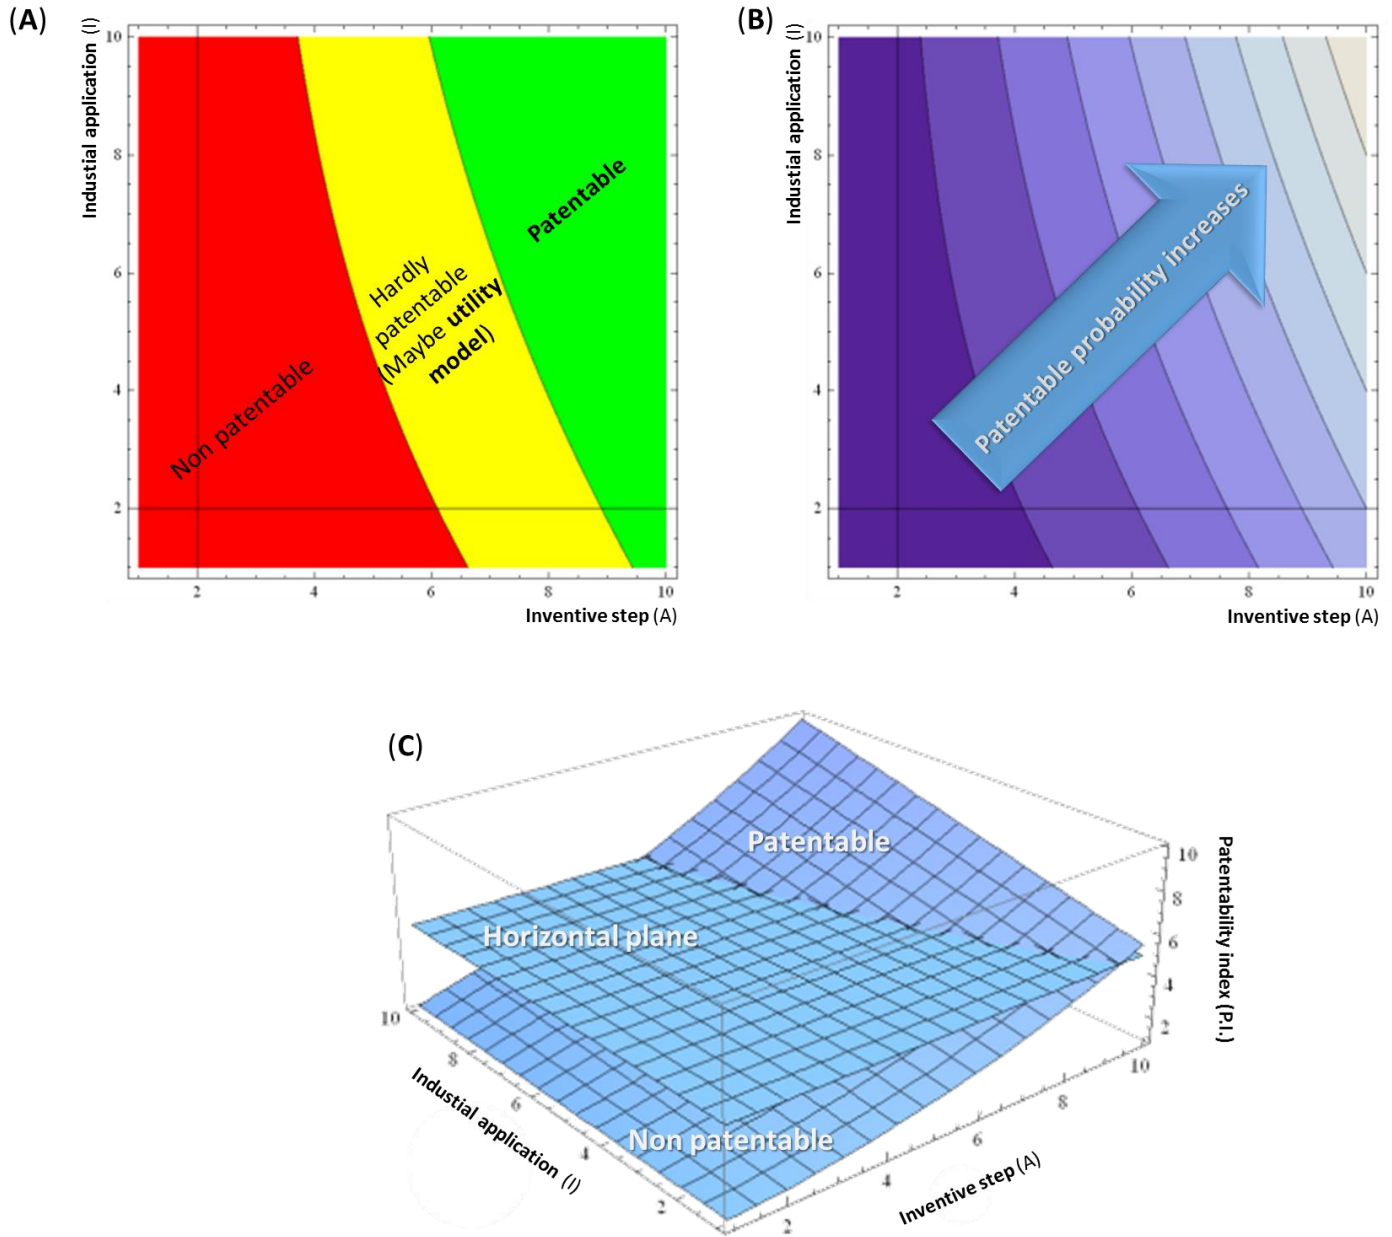 (A)
Industial application (I)
10
8
6
4
2
2
4
6
8
10
Inventive step (A)
Non patentable
Hardly
patentable
(Maybe utility
model)
Patentable
(B)
Industial application (I)
10
8
6
4
2
2
4
6
8
10
Inventive step (A)
Patentable probability increases
(C)
Patentable
Horizontal plane
Non patentable
10
8
6
4
2
Industial application (I)
2
4
6
8
10
Inventive step (A)
10
8
6
4
2
Patentability index (P.I.)